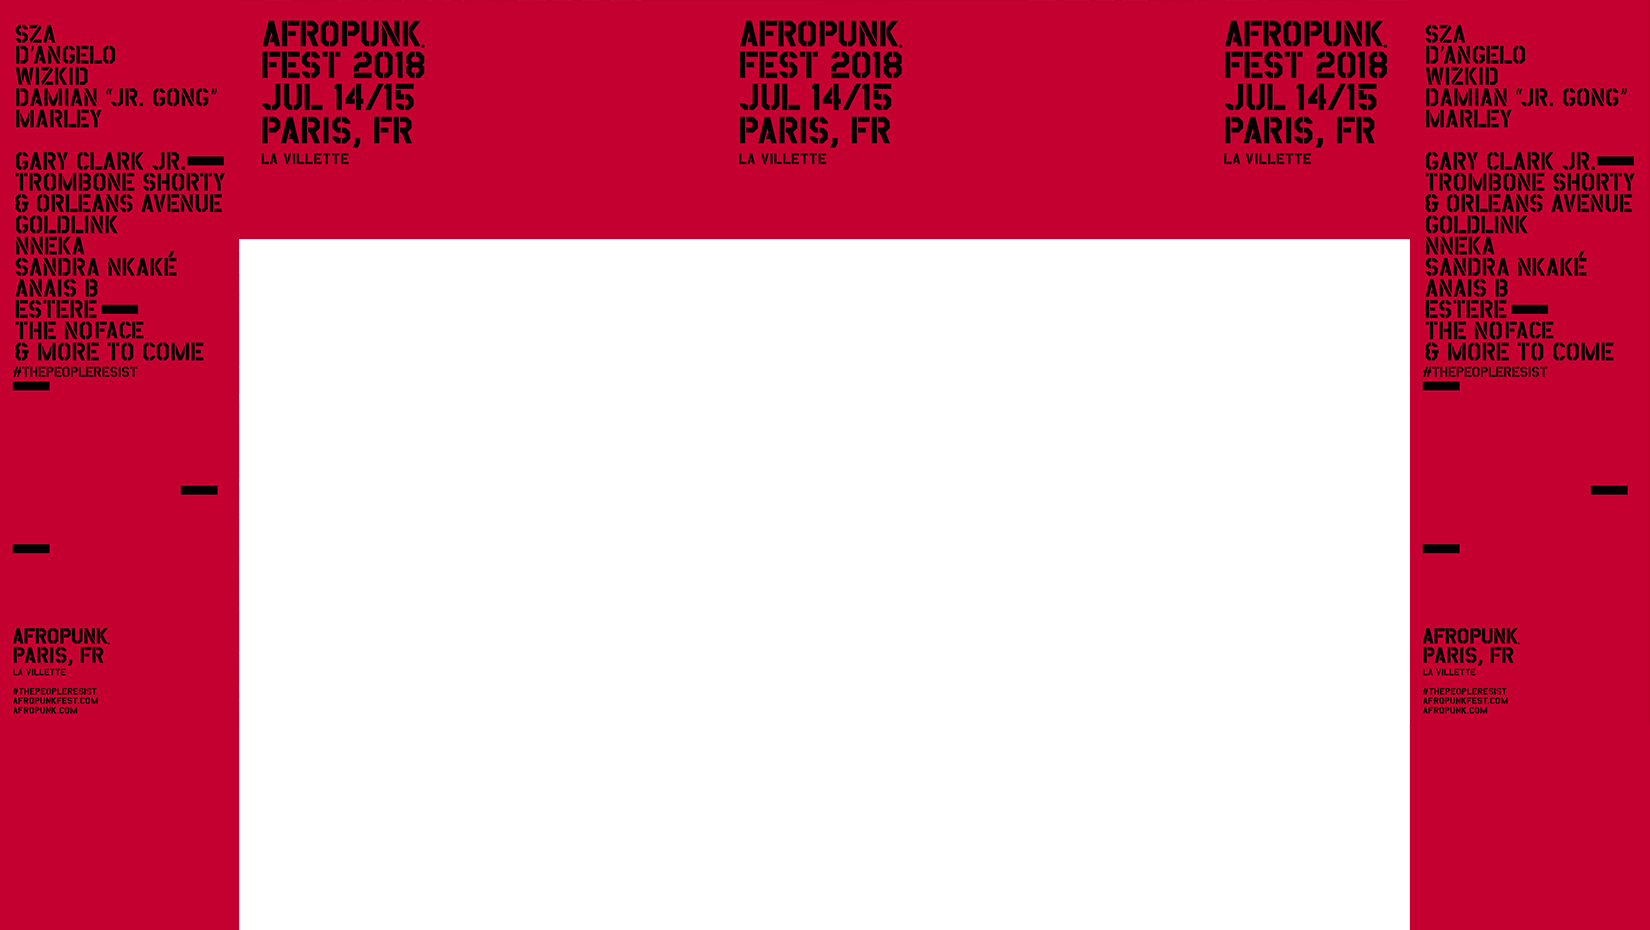 SZA
D'ANGELO
WIZKID
DAMIAN “JR. GONG”
MARLEY
GARY CLARK JR.
TROMBONE SHORTY
& ORLEANS AVENUE
GOLDLINK
NNEKA
SANDRA NKAKÉ
ANAIS B
ESTERE
THE NOFACE
& MORE TO COME
#THEPEOPLERESIST
AFROPUNK.
PARIS, FR
LA VILLETTE
#THEPEOPLERESIST
AFROPUNKFEST.COM
AFROPUNK.COM
AFROPUNK.
FEST 2018
JUL 14/15
PARIS, FR
LA VILLETTE
AFROPUNK.
FEST 2018
JUL 14/15
PARIS, FR
LA VILLETTE
AFROPUNK.
FEST 2018
JUL 14/15
PARIS, FR
LA VILLETTE
SZA
D'ANGELO
WIZKID
DAMIAN “JR. GONG”
MARLEY
GARY CLARK JR.
TROMBONE SHORTY
& ORLEANS AVENUE
GOLDLINK
NNEKA
SANDRA NKAKÉ
ANAIS B
ESTERE
THE NOFACE
& MORE TO COME
#THEPEOPLERESIST
AFROPUNK.
PARIS, FR
LA VILLETTE
#THEPEOPLERESIST
AFROPUNKFEST.COM
AFROPUNK.COM